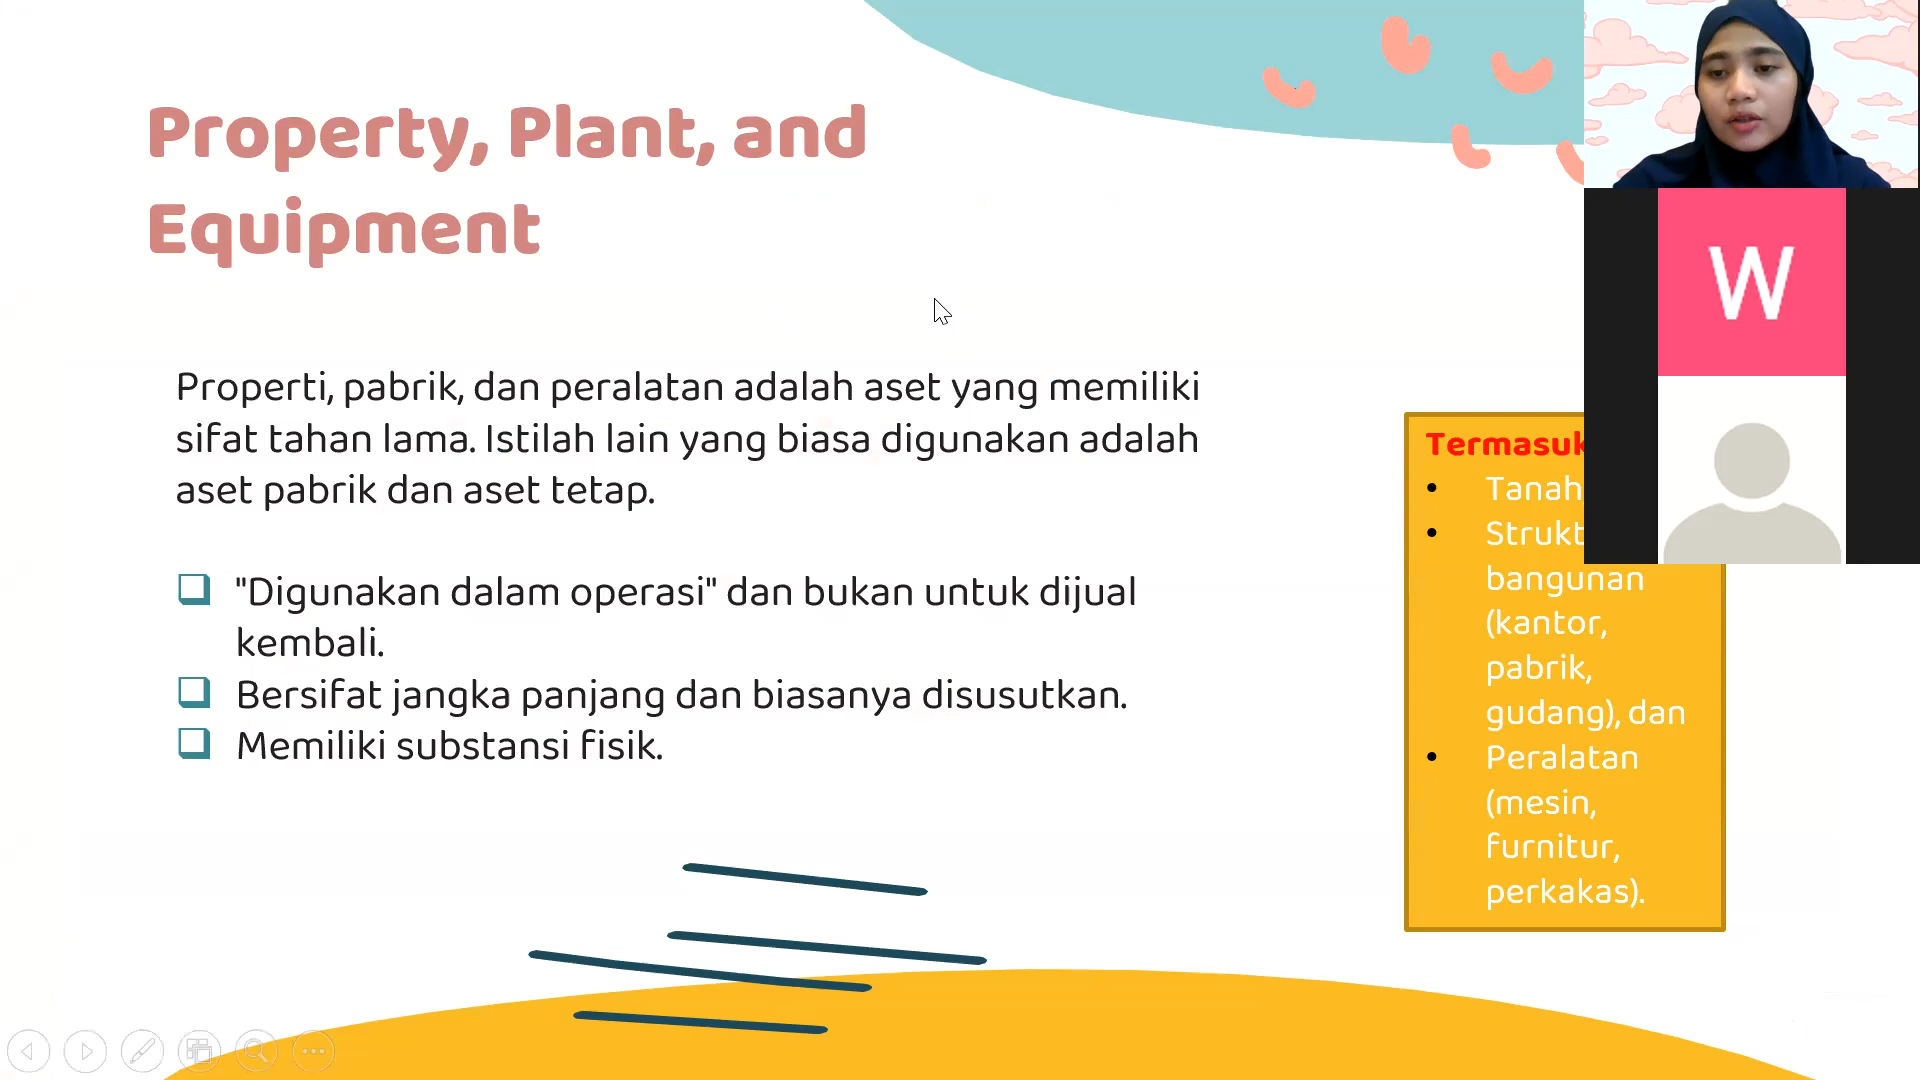 Property, Plant, and
Equipment
Properti, pabrik, dan peralatan adalah aset yang memiliki
sifat tahan lama. Istilah lain yang biasa digunakan adalah
aset pabrik dan aset tetap.
"Digunakan dalam operasi" dan bukan untuk dijual
kembali.
Bersifat jangka panjang dan biasanya disusutkan.
Memiliki substansi fisik.
W
Termasuk
• Tanah
•
bangunan
(kantor,
pabrik,
gudang), dan
• Peralatan
(mesin,
furnitur,
perkakas).